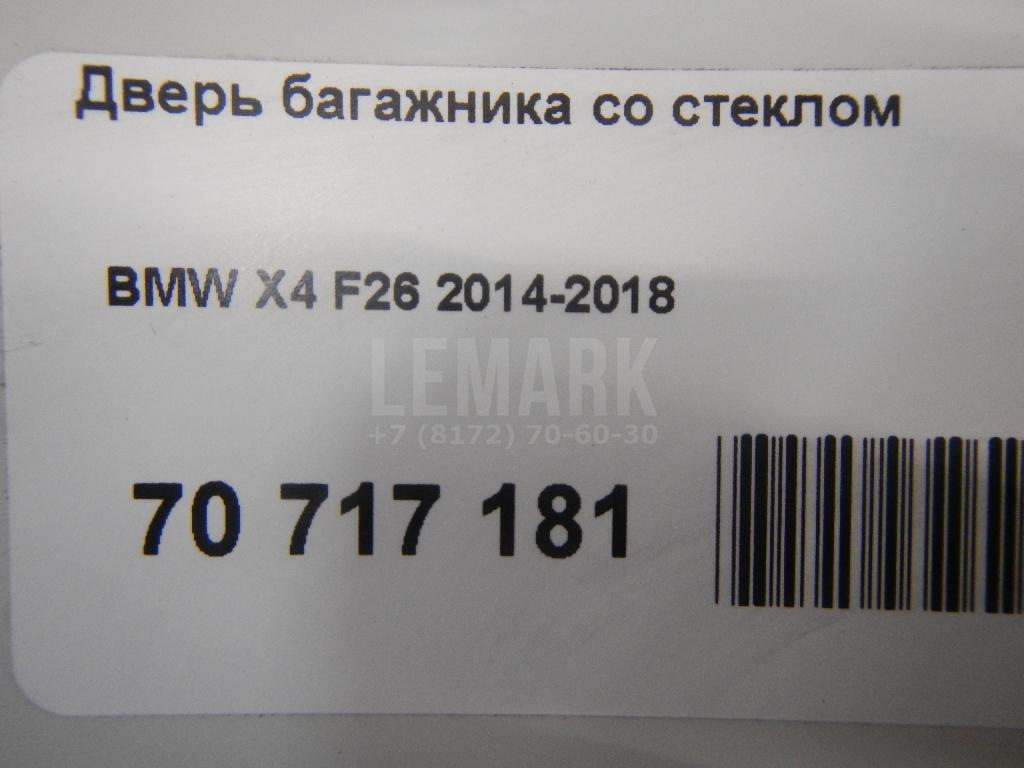 Дверь багажника со стеклом
BMW X4 F26 2014-2018
LEMARK
+7 (8172) 70-60-30
70 717 181